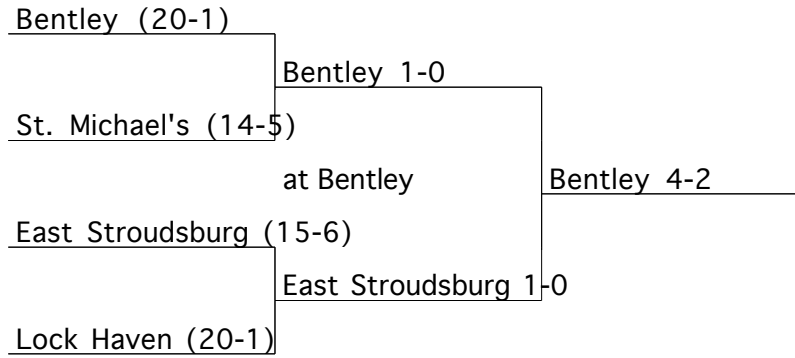 Bentley (20-1)
Bentley 1-0
St. Michael's (14-5)
at Bentley
Bentley 4-2
East Stroudsburg (15-6)
East Stroudsburg 1-0
Lock Haven (20-1)